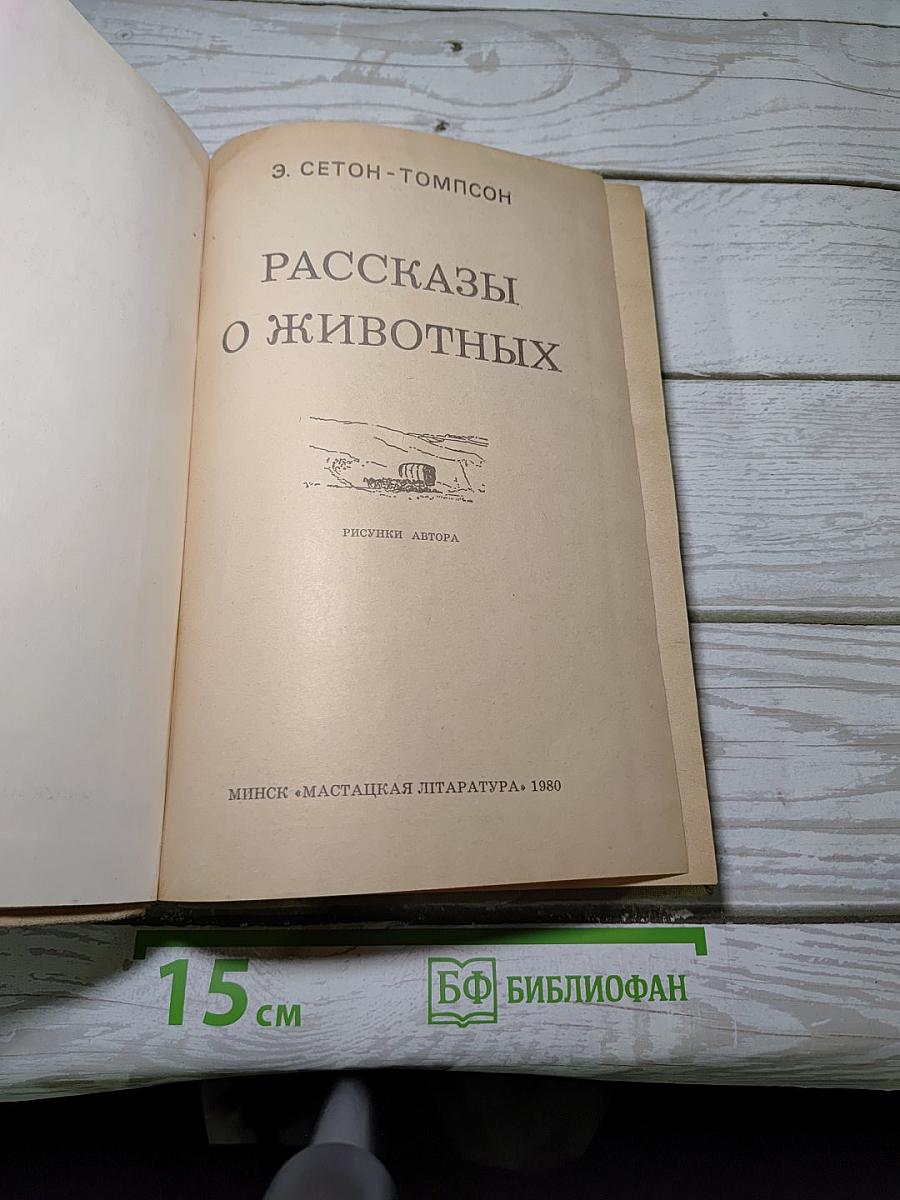 Э. СЕТОН-ТОМПСОН
РАССКАЗЫ
О ЖИВОТНЫХ
РИСУНКИ АВТОРА
МИНСК «МАСТАЦКАЯ ЛІТАРАТУРА» 1980
15 см
БФ БИБЛИОФАН